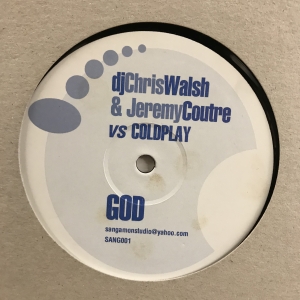 djChrisWalsh
& JeremyCoutre
vs COLDPLAY
GOD
sangamonstudio@yahoo.com
SANG001